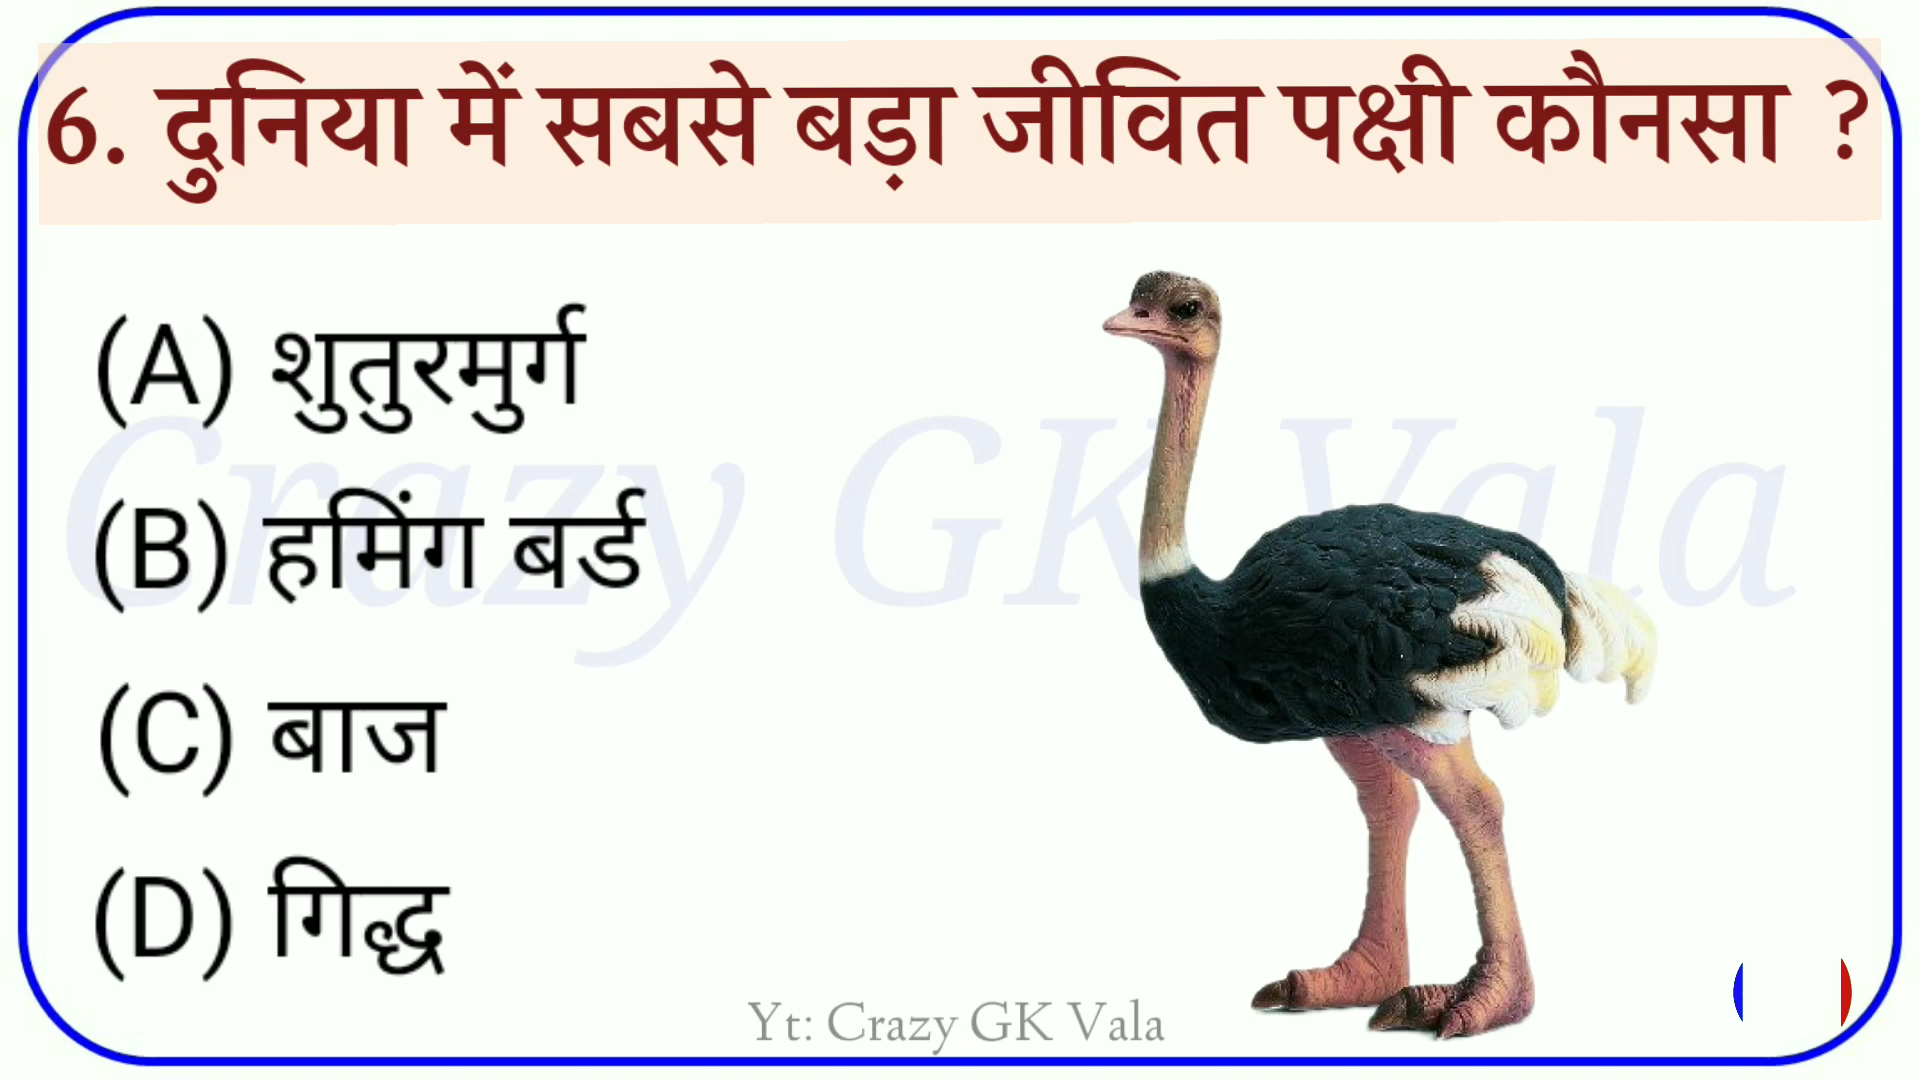 6. दुनिया में सबसे बड़ा जीवित पक्षी कौनसा ?
(A) शुतुरमुर्ग
(B) हमिंग बर्ड
(C) बाज
(D) गिद्ध
Crazy GK Vala
Yt: Crazy GK Vala